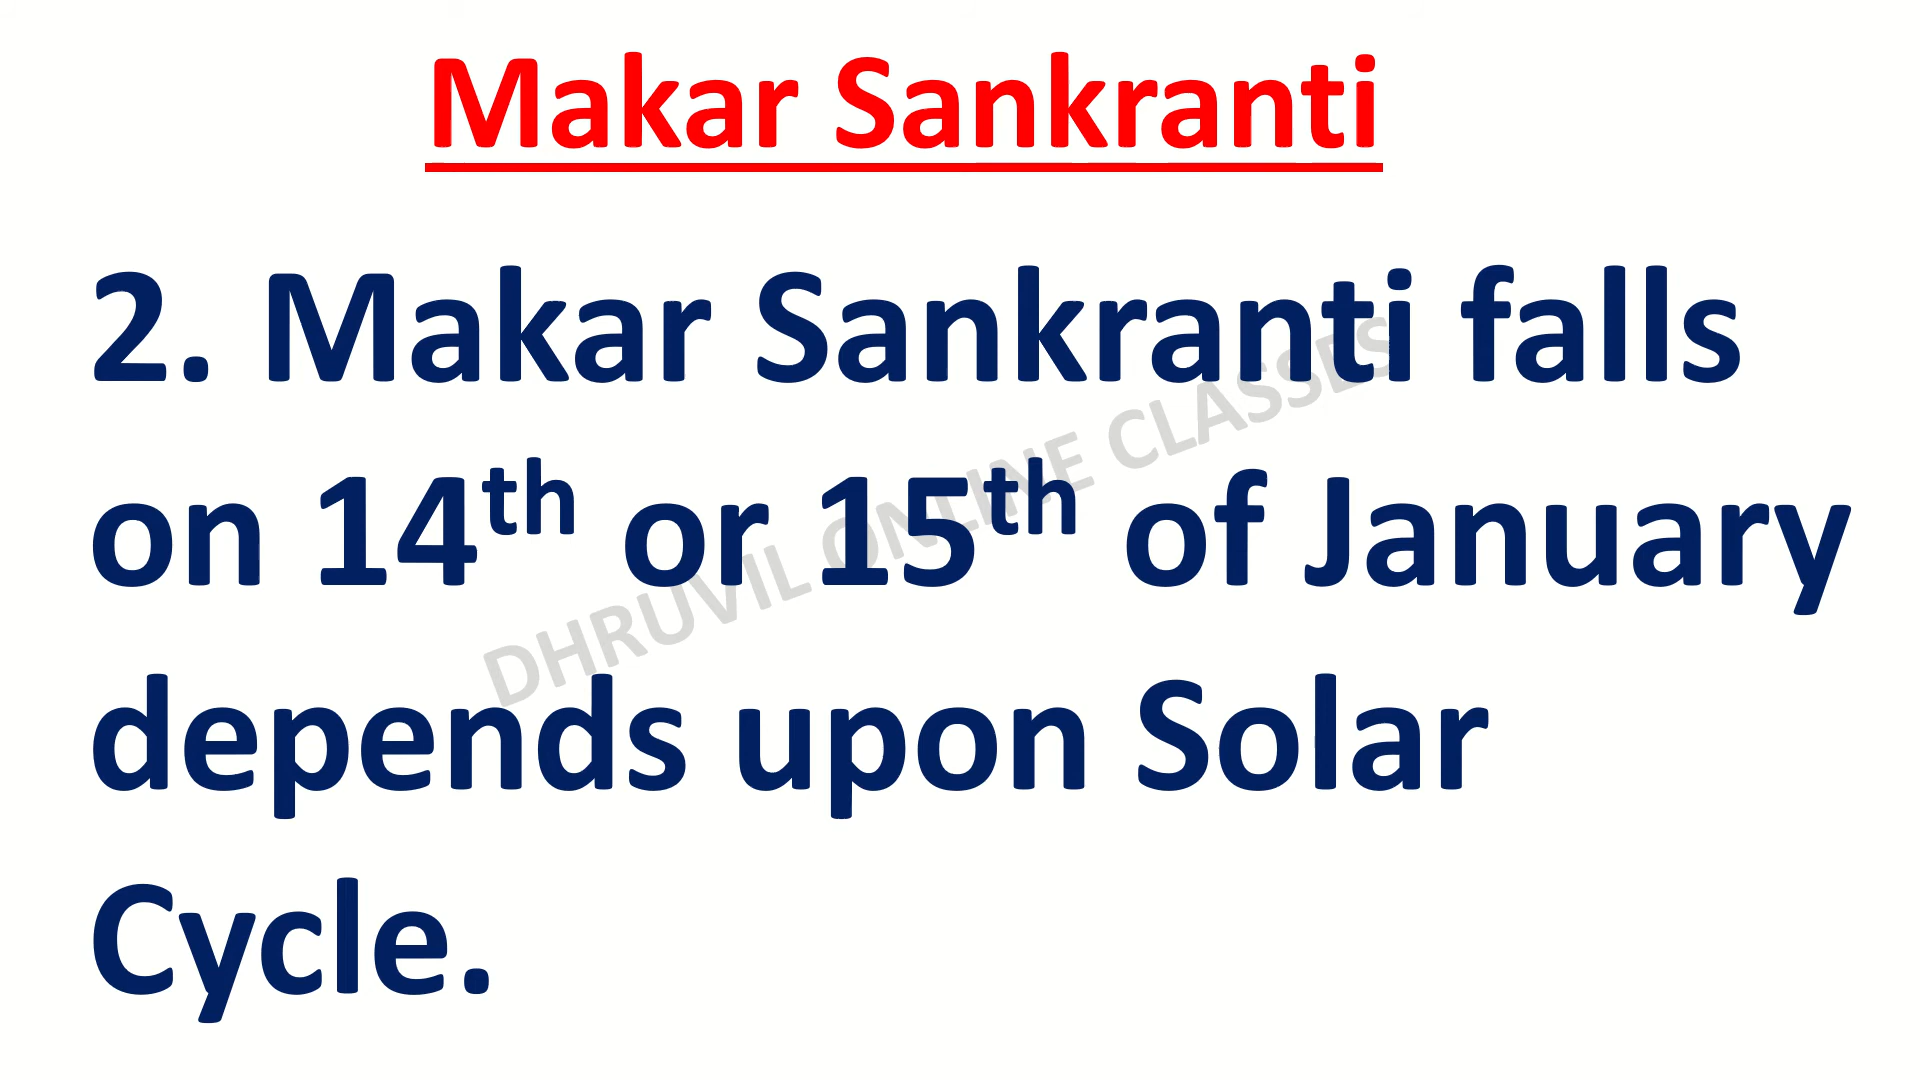 Makar Sankranti
2. Makar Sankranti falls
on 14th or 15th of January
depends upon Solar
Cycle.
DHRUVIL ONLINE CLASSES